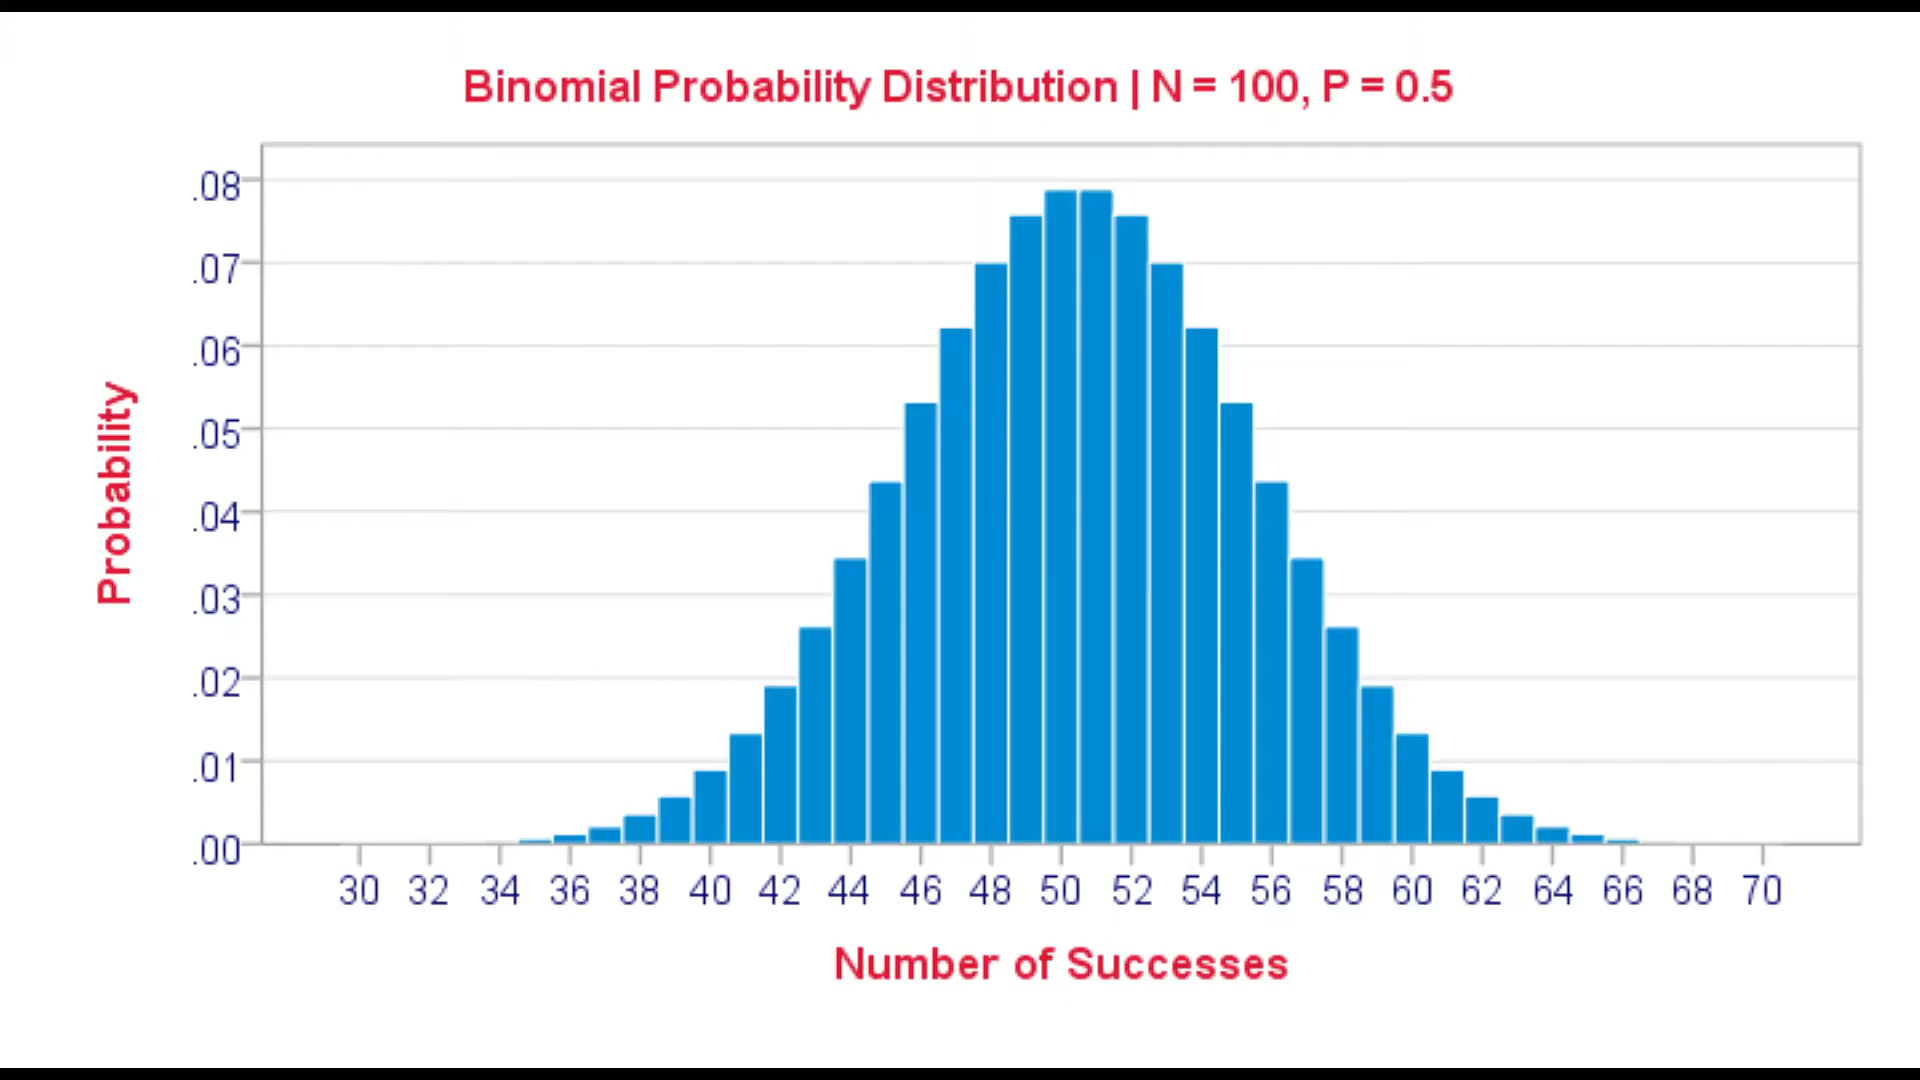 Binomial Probability Distribution | N = 100, P = 0.5
.08
.07
.06
.05
.04
.03
.02
.01
.00
Probability
30 32 34 36 38 40 42 44 46 48 50 52 54 56 58 60 62 64 66 68 70
Number of Successes